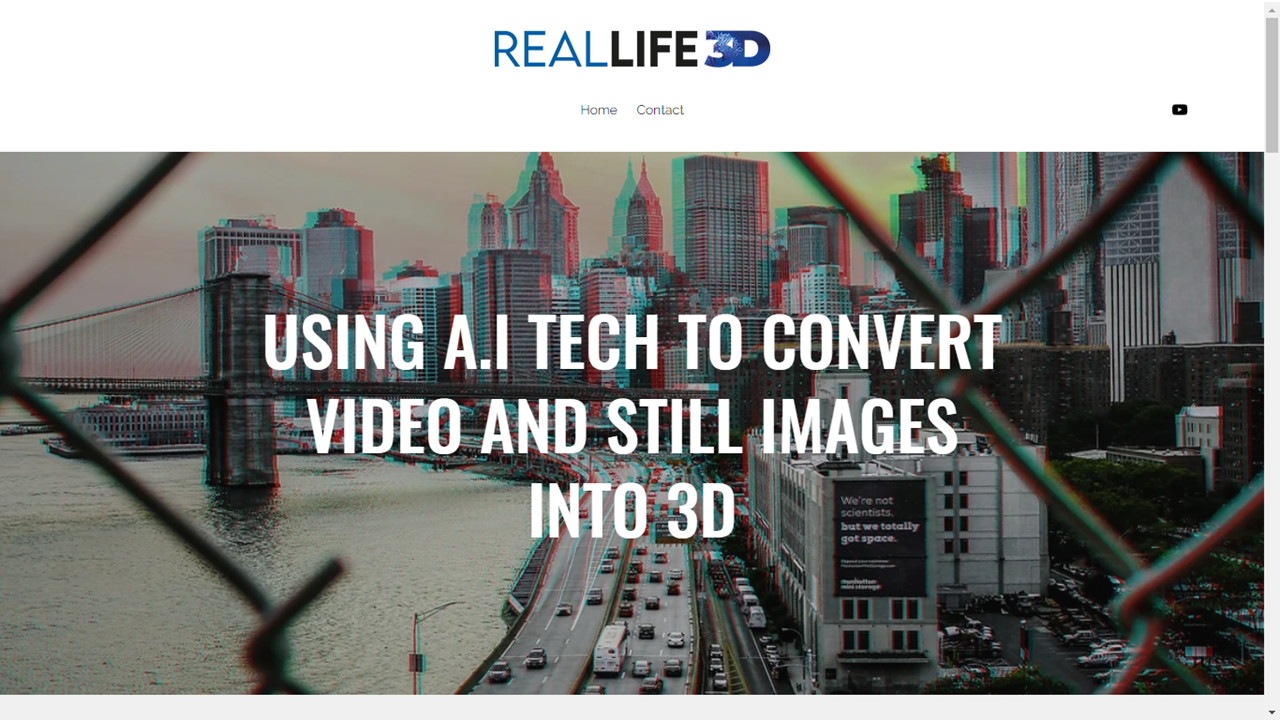 REALLIFE3D
Home Contact
USING A.I TECH TO CONVERT
VIDEO AND STILL IMAGES
INTO 3D
We're not
scientists,
but we totally
got space.
manhattan
mini storage